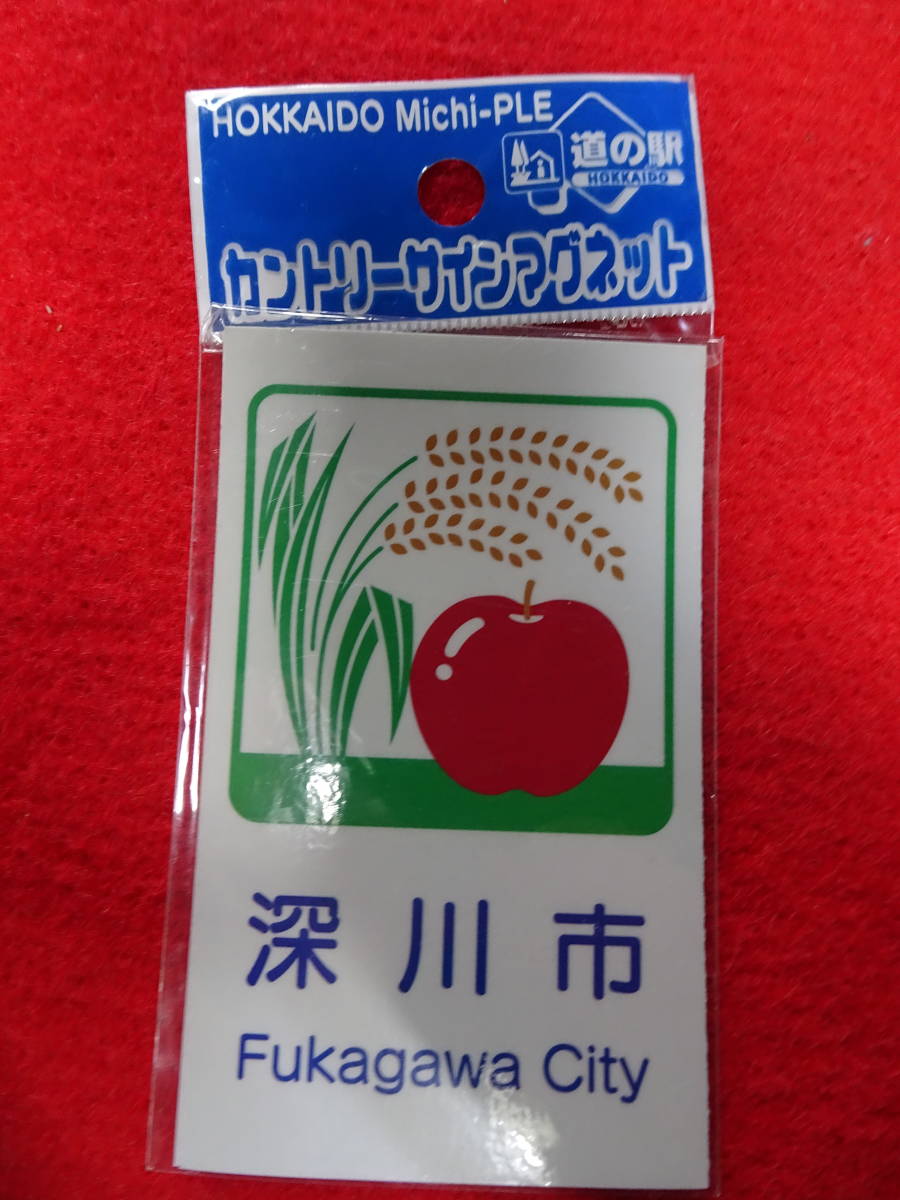 HOKKAIDO Michi-PLE
道の駅
HOKKAIDO
カントリーサインマグネット
深川市
Fukagawa City